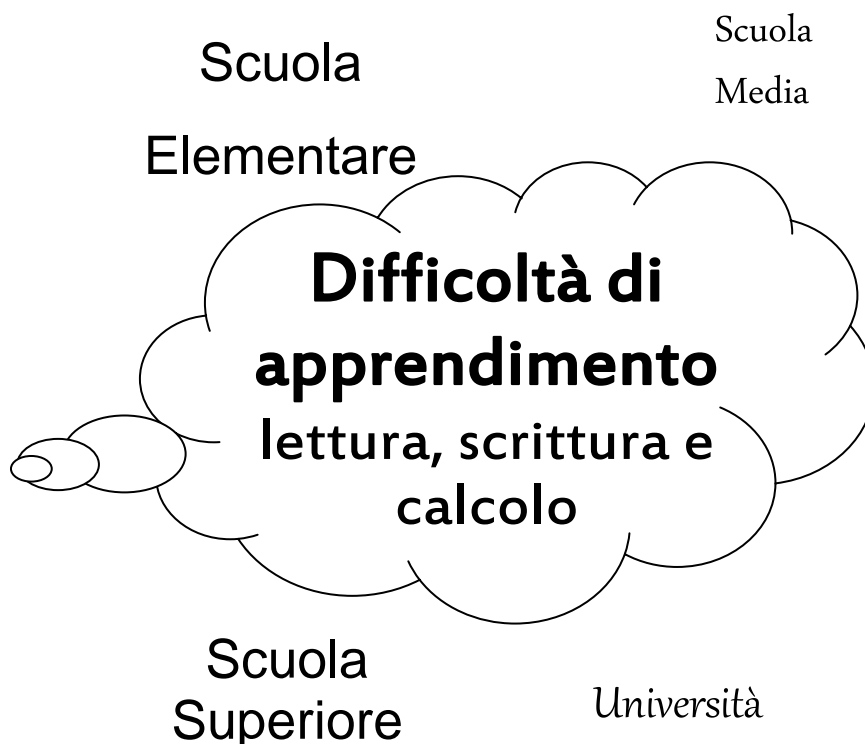 Scuola
Elementare
Scuola
Media
Difficoltà di
apprendimento
lettura, scrittura e
calcolo
Scuola
Superiore
Università